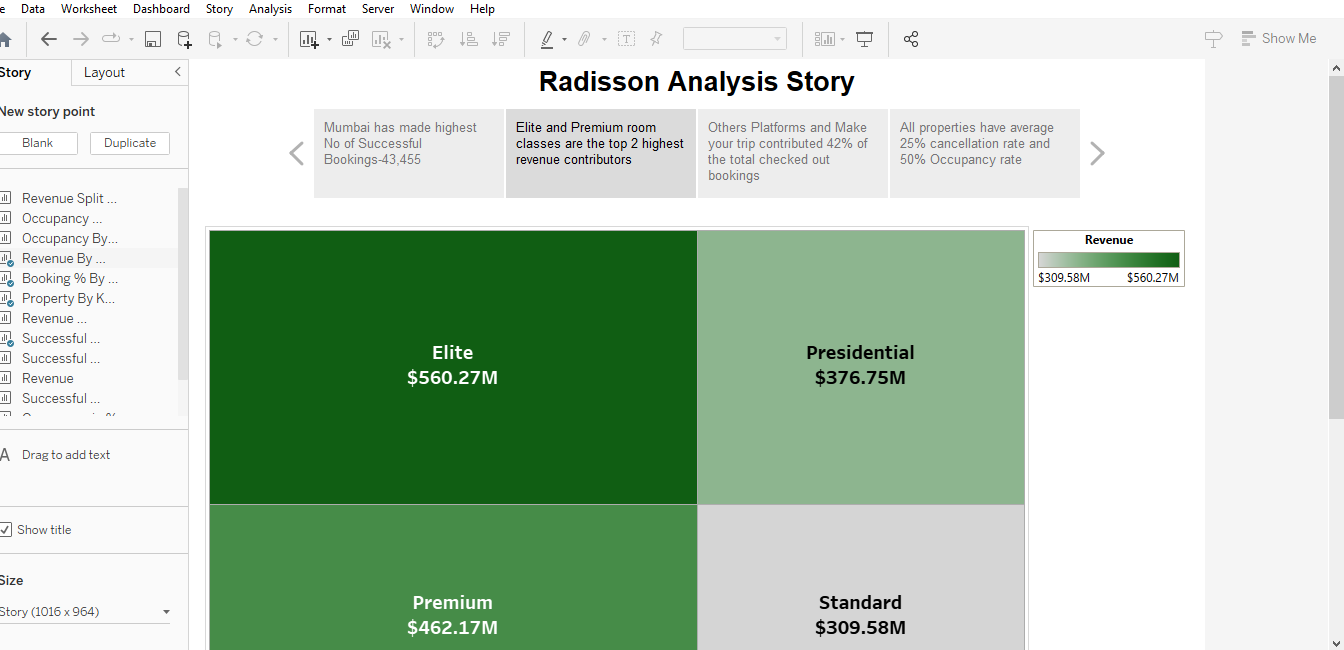 Data Worksheet Dashboard Story Analysis Format Server Window Help
Show Me
Story Layout
New story point
Blank Duplicate
Revenue Split ...
Occupancy ...
Occupancy By...
Revenue By ...
Booking % By ...
Property By K...
Revenue ...
Successful ...
Successful ...
Revenue
Successful ...
A Drag to add text
Show title
Size
Story (1016 x 964)
Radisson Analysis Story
Mumbai has made highest
No of Successful
Bookings-43,455
Elite and Premium room
classes are the top 2 highest
revenue contributors
Others Platforms and Make
your trip contributed 42% of
the total checked out
bookings
All properties have average
25% cancellation rate and
50% Occupancy rate
Elite
$560.27M
Presidential
$376.75M
Premium
$462.17M
Standard
$309.58M
Revenue
$309.58M $560.27M